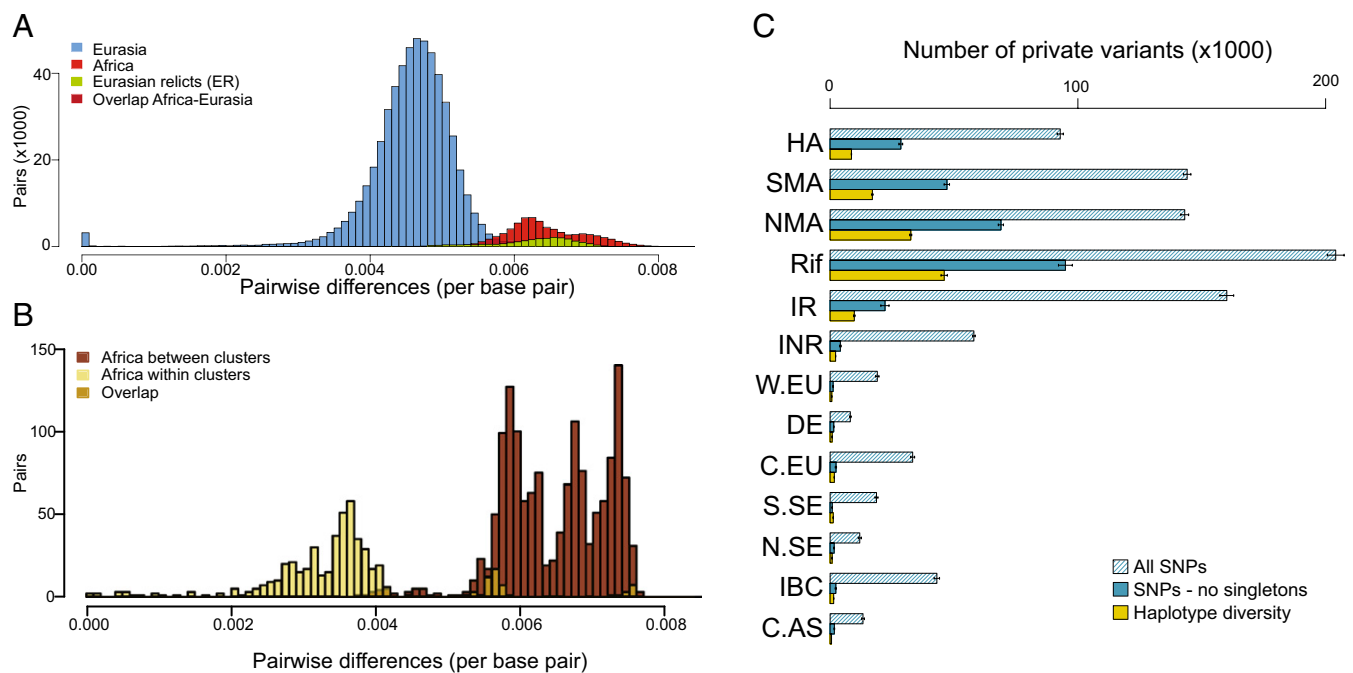 A
Eurasia
Africa
Eurasian relicts (ER)
Overlap Africa-Eurasia
Pairs (x1000)
40
20
0
0.00
0.002
0.004
0.006
0.008
Pairwise differences (per base pair)
B
Africa between clusters
Africa within clusters
Overlap
Pairs
150
100
50
0
0.000
0.002
0.004
0.006
0.008
Pairwise differences (per base pair)
C
Number of private variants (x1000)
0
100
200
HA
SMA
NMA
Rif
IR
INR
W.EU
DE
C.EU
S.SE
N.SE
IBC
C.AS
All SNPs
SNPs - no singletons
Haplotype diversity